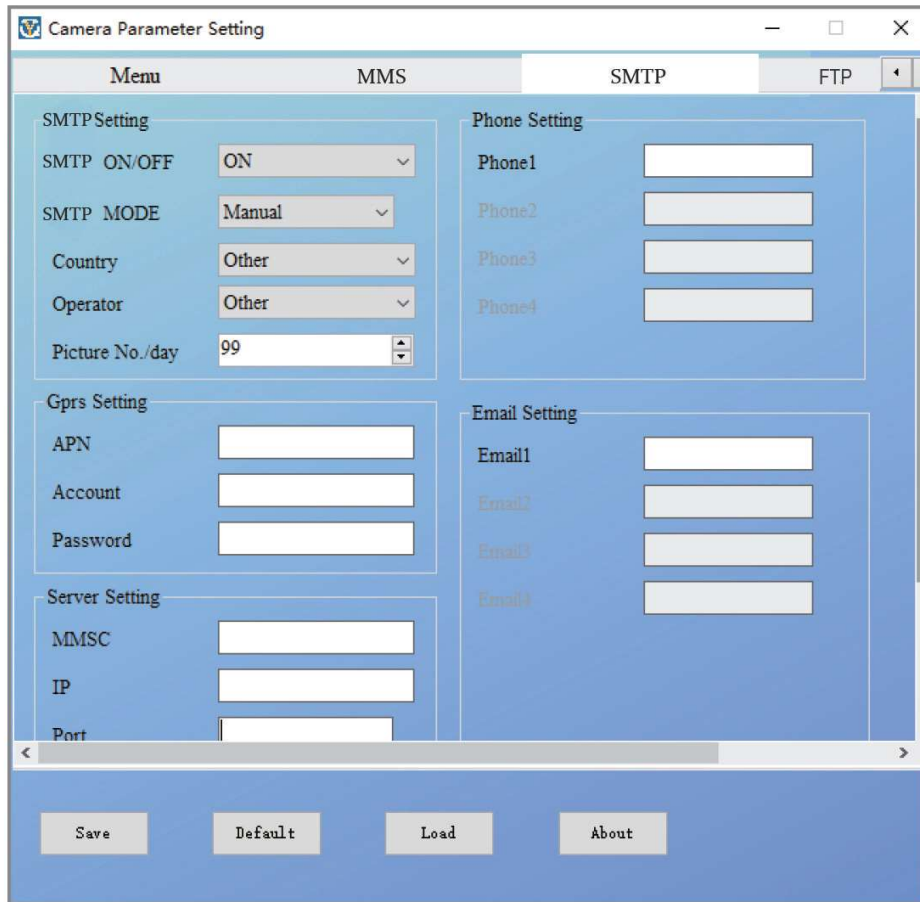 Camera Parameter Setting
Menu MMS SMTP FTP
SMTP Setting
SMTP ON/OFF ON
SMTP MODE Manual
Country Other
Operator Other
Picture No./day 99
Phone Setting
Phone1
Phone2
Phone3
Phone4
Gprs Setting
APN
Account
Password
Email Setting
Email1
Email2
Email3
Email4
Server Setting
MMSC
IP
Port
Save Default Load About